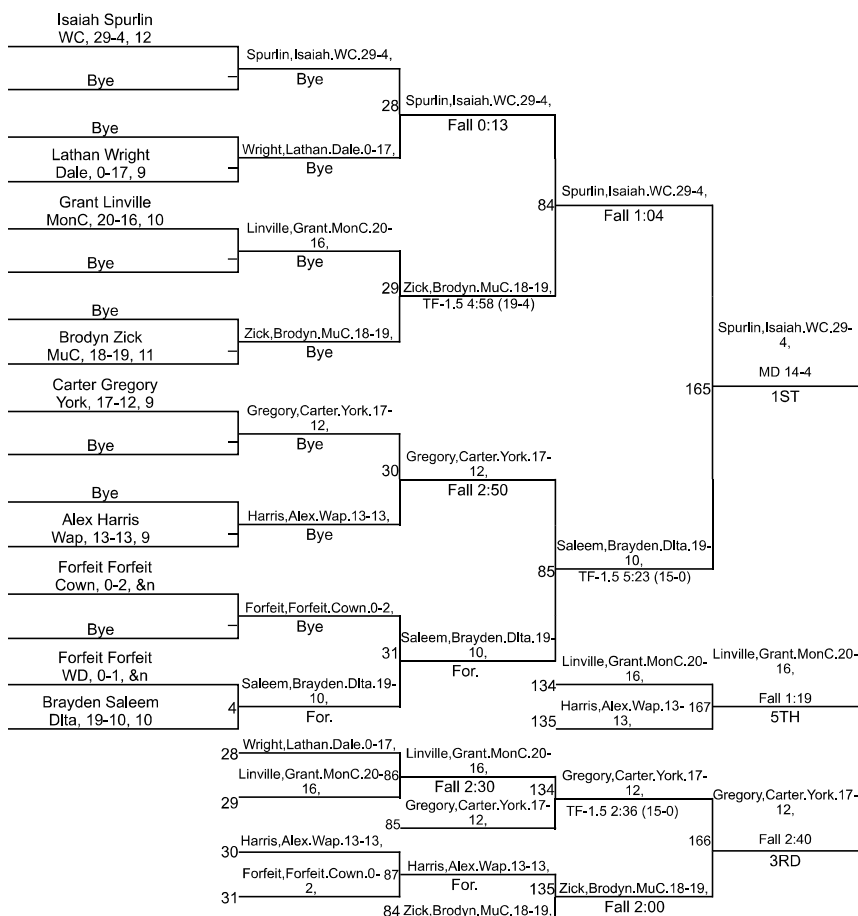 Isaiah Spurlin
WC, 29-4, 12
Bye
Bye
Lathan Wright
Dale, 0-17, 9
Grant Linville
MonC, 20-16, 10
Bye
Bye
Brodyn Zick
MuC, 18-19, 11
Carter Gregory
York, 17-12, 9
Bye
Bye
Alex Harris
Wap, 13-13, 9
Forfeit Forfeit
Cown, 0-2, &n
Bye
Forfeit Forfeit
WD, 0-1, &n
Brayden Saleem
Dlta, 19-10, 10
4
Spurlin,Isaiah.WC.29-4,
Bye
28
Wright,Lathan.Dale.0-17,
Bye
Linville,Grant.MonC.20-
16,
Bye
29
Zick,Brodyn.MuC.18-19,
Bye
Gregory,Carter.York.17-
12,
Bye
30
Harris,Alex.Wap.13-13,
Bye
Forfeit,Forfeit.Cown.0-2,
Bye
31
Saleem,Brayden.Dlta.19-
10,
For.
Spurlin,Isaiah.WC.29-4,
Fall 0:13
84
Zick,Brodyn.MuC.18-19,
TF-1.5 4:58 (19-4)
Gregory,Carter.York.17-
12,
Fall 2:50
85
Saleem,Brayden.Dlta.19-
10,
For.
Spurlin,Isaiah.WC.29-4,
Fall 1:04
165
Saleem,Brayden.Dlta.19-
10,
TF-1.5 5:23 (15-0)
Spurlin,Isaiah.WC.29-
4,
MD 14-4
1ST
134
Linville,Grant.MonC.20-
16,
135
Harris,Alex.Wap.13-
13,
167
Linville,Grant.MonC.20-
16,
Fall 1:19
5TH
28
Wright,Lathan.Dale.0-17,
29
Linville,Grant.MonC.20-
16,
86
Linville,Grant.MonC.20-
16,
Fall 2:30
85
Gregory,Carter.York.17-
12,
134
Gregory,Carter.York.17-
12,
TF-1.5 2:36 (15-0)
30
Harris,Alex.Wap.13-13,
31
Forfeit,Forfeit.Cown.0-
2,
87
Harris,Alex.Wap.13-13,
For.
84
Zick,Brodyn.MuC.18-19,
135
Zick,Brodyn.MuC.18-19,
Fall 2:00
166
Gregory,Carter.York.17-
12,
Fall 2:40
3RD